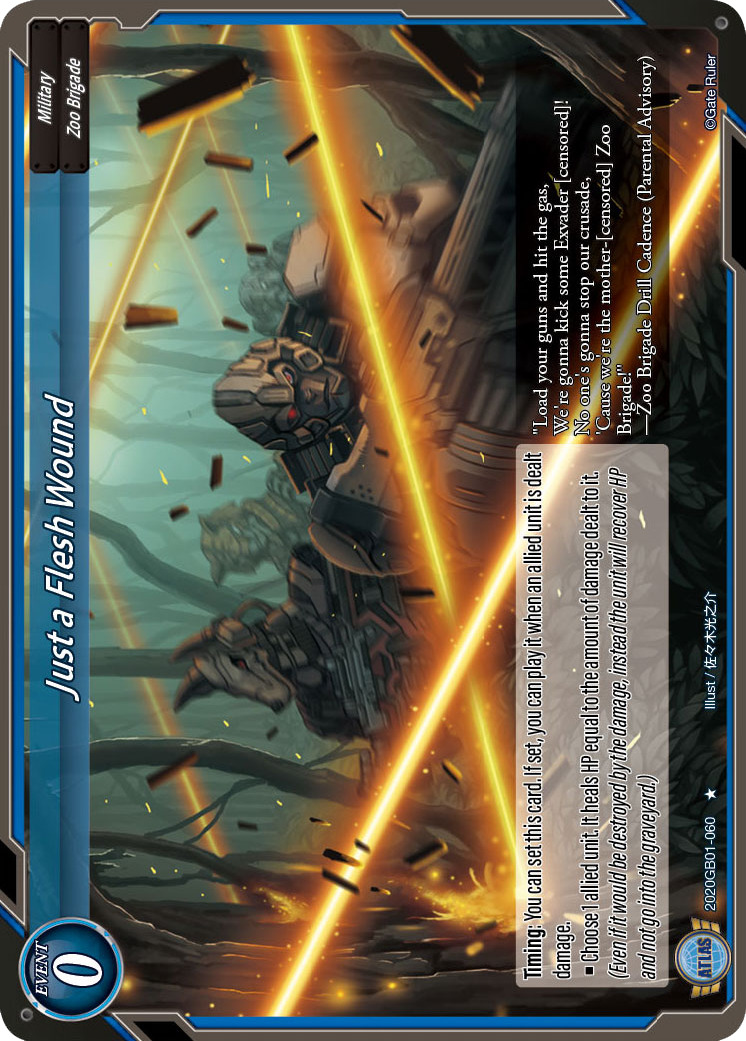 EVENT
0
Just a Flesh Wound
Military
Zoo Brigade
Timing: You can set this card. If set, you can play it when an allied unit is dealt
damage.
■ Choose 1 allied unit. It heals HP equal to the amount of damage dealt to it.
(Even if it would be destroyed by the damage, instead the unit will recover HP
and not go into the graveyard.)
"Load your guns and hit the gas,
We're gonna kick some Exvader [censored]!
No one's gonna stop our crusade,
'Cause we're the mother-[censored] Zoo
Brigade!"
—Zoo Brigade Drill Cadence (Parental Advisory)
ATLAS
2020GB01-060 ★
Illust / 佐々木光之介
©Gate Ruler